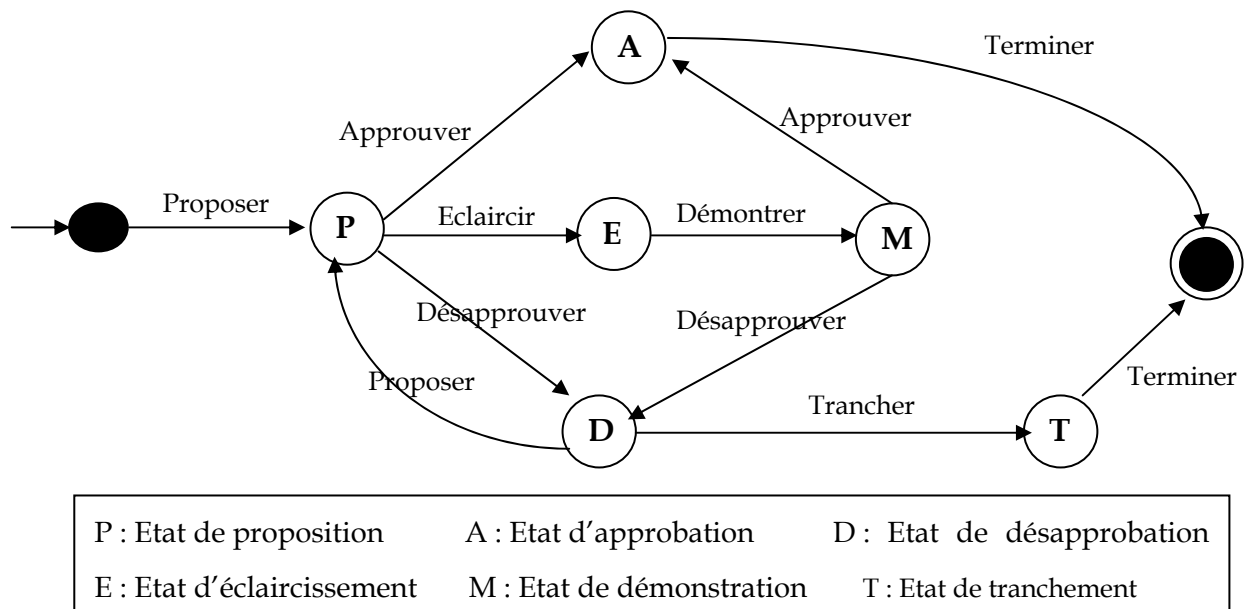 A
Terminer
Approuver
Approuver
Proposer
P
Eclaircir
E
Démontrer
M
Désapprouver
Désapprouver
Proposer
Terminer
D
Trancher
T
P : Etat de proposition A : Etat d'approbation D : Etat de désapprobation
E : Etat d'éclaircissement M : Etat de démonstration T : Etat de tranchement